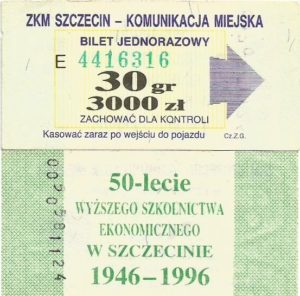 ZKM SZCZECIN – KOMUNIKACJA MIEJSKA
BILET JEDNORAZOWY
E 4416316
30 gr
3000 zł
ZACHOWAĆ DLA KONTROLI
Kasować zaraz po wejściu do pojazdu
Cz.Z.G.
50-lecie
WYŻSZEGO SZKOLNICTWA
EKONOMICZNEGO
W SZCZECINIE
1946–1996